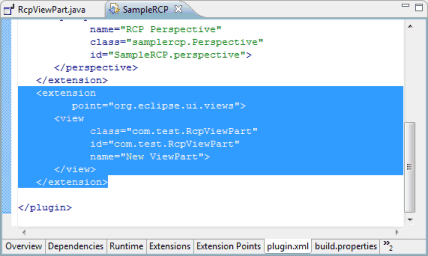 RcpViewPart.java SampleRCP
name="RCP Perspective"
class="samplercp.Perspective"
id="SampleRCP.perspective">
</perspective>
</extension>
<extension
point="org.eclipse.ui.views">
<view
class="com.test.RcpViewPart"
id="com.test.RcpViewPart"
name="New ViewPart">
</view>
</extension>
</plugin>
Overview Dependencies Runtime Extensions Extension Points plugin.xml build.properties »2